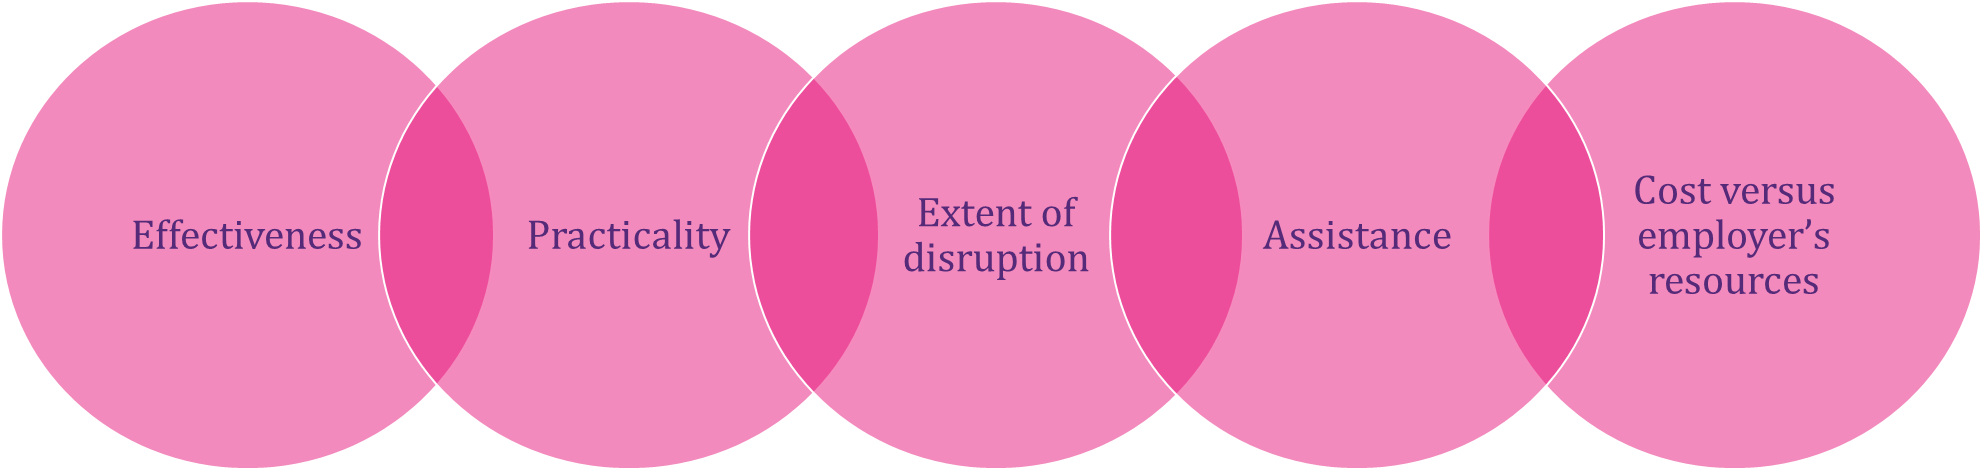 Effectiveness
Practicality
Extent of
disruption
Assistance
Cost versus
employer’s
resources